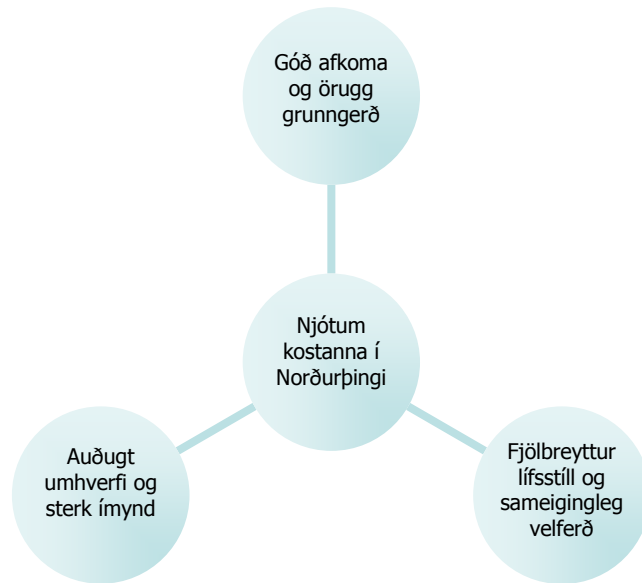 Góð afkoma
og örugg
grunngerð
Njótum
kostanna í
Norðurþingi
Auðugt
umhverfi og
sterk ímynd
Fjölbreyttur
lífsstíll og
sameigingleg
velferð